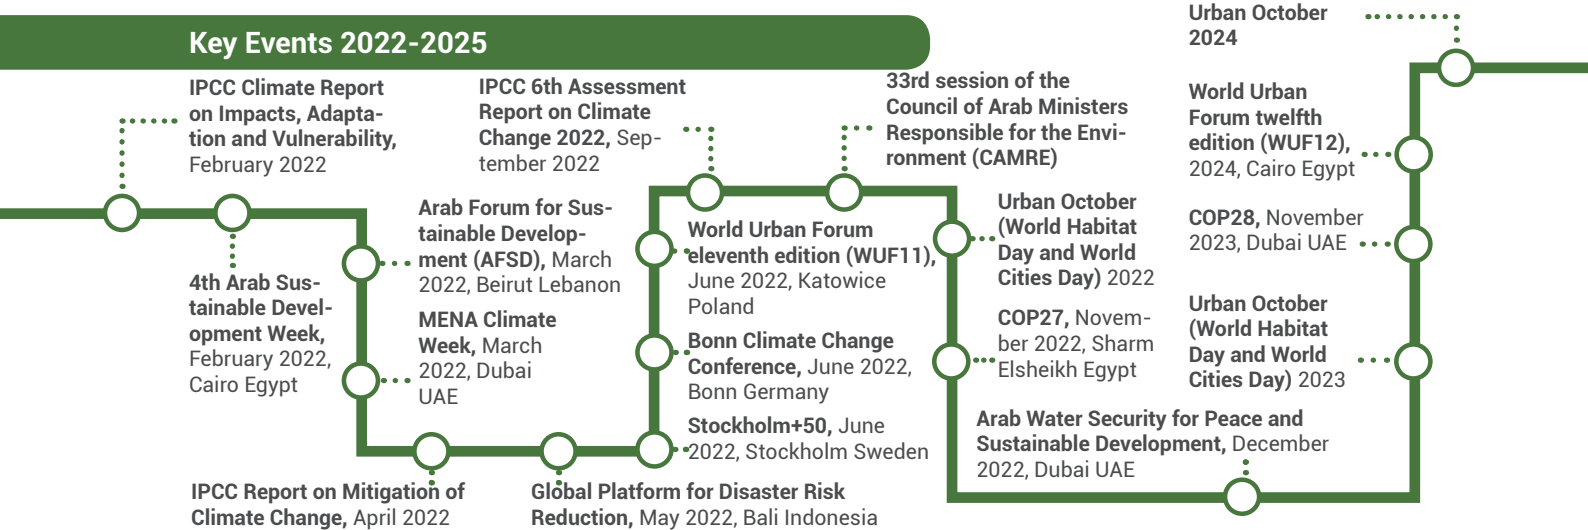 Key Events 2022-2025
IPCC Climate Report
on Impacts, Adapta-
tion and Vulnerability,
February 2022
4th Arab Sus-
tainable Devel-
opment Week,
February 2022,
Cairo Egypt
Arab Forum for Sus-
tainable Develop-
ment (AFSD), March
2022, Beirut Lebanon
MENA Climate
Week, March
2022, Dubai
UAE
IPCC Report on Mitigation of
Climate Change, April 2022
Global Platform for Disaster Risk
Reduction, May 2022, Bali Indonesia
Stockholm+50, June
2022, Stockholm Sweden
Bonn Climate Change
Conference, June 2022,
Bonn Germany
World Urban Forum
eleventh edition (WUF11),
June 2022, Katowice
Poland
IPCC 6th Assessment
Report on Climate
Change 2022, Sep-
tember 2022
33rd session of the
Council of Arab Ministers
Responsible for the Envi-
ronment (CAMRE)
Urban October
(World Habitat
Day and World
Cities Day) 2022
COP27, Novem-
ber 2022, Sharm
Elsheikh Egypt
Arab Water Security for Peace and
Sustainable Development, December
2022, Dubai UAE
Urban October
(World Habitat
Day and World
Cities Day) 2023
COP28, November
2023, Dubai UAE
World Urban
Forum twelfth
edition (WUF12),
2024, Cairo Egypt
Urban October
2024